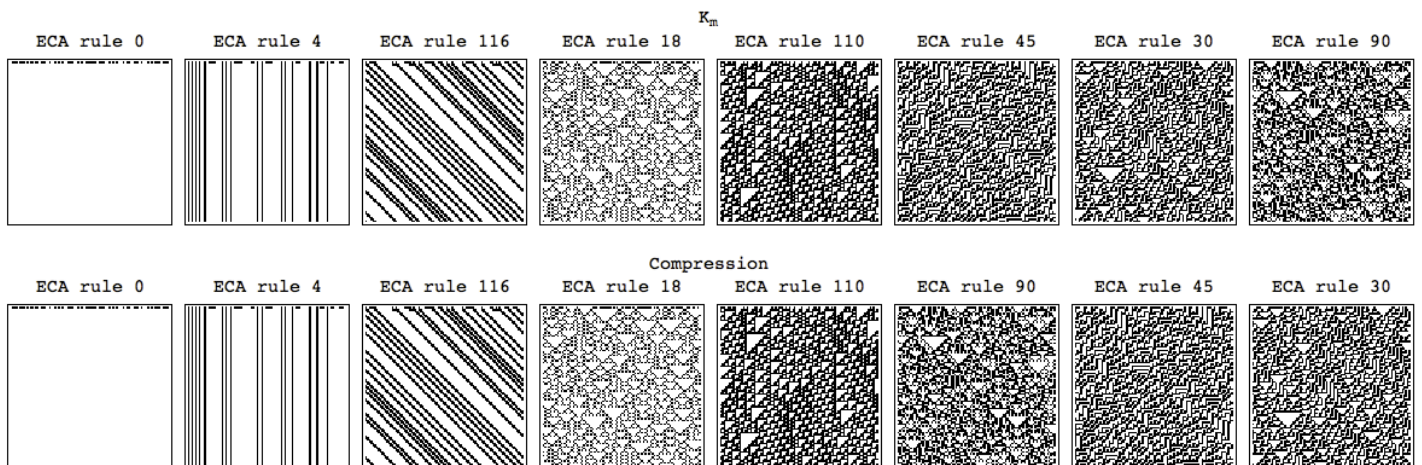 K_m
ECA rule 0 ECA rule 4 ECA rule 116 ECA rule 18 ECA rule 110 ECA rule 45 ECA rule 30 ECA rule 90
Compression
ECA rule 0 ECA rule 4 ECA rule 116 ECA rule 18 ECA rule 110 ECA rule 90 ECA rule 45 ECA rule 30